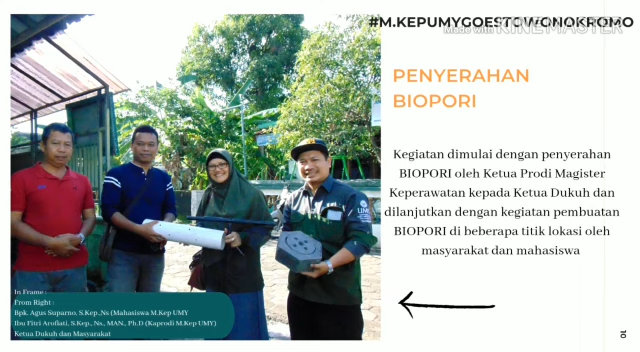 #M.KEPUMYGOESTOWONOKROMO
Made with KINEMASTER
PENYERAHAN
BIOPORI
Kegiatan dimulai dengan penyerahan
BIOPORI oleh Ketua Prodi Magister
Keperawatan kepada Ketua Dukuh dan
dilanjutkan dengan kegiatan pembuatan
BIOPORI di beberapa titik lokasi oleh
masyarakat dan mahasiswa
In Frame :
From Right :
Bpk. Agus Suparno, S.Kep.,Ns (Mahasiswa M.Kep UMY
Ibu Fitri Arofiati, S.Kep., Ns., MAN., Ph.D (Kaprodi M.Kep UMY)
Ketua Dukuh dan Masyarakat